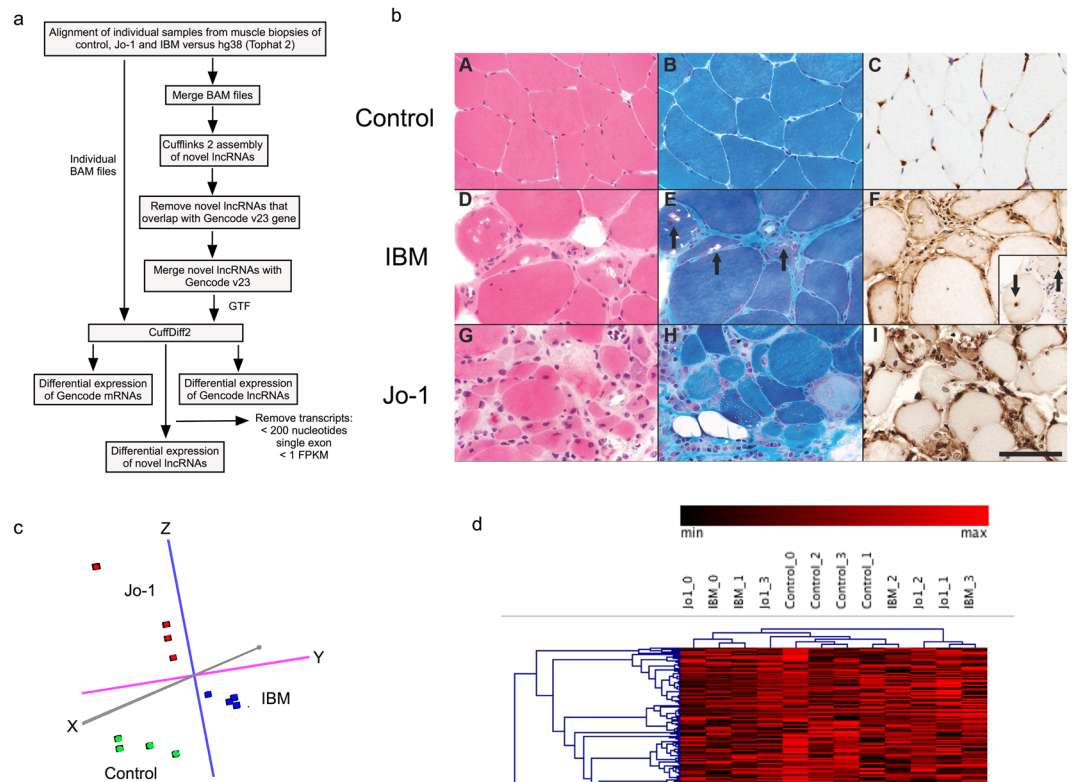 a
Alignment of individual samples from muscle biopsies of
control, Jo-1 and IBM versus hg38 (Tophat 2)
Merge BAM files
Cufflinks 2 assembly
of novel lncRNAs
Individual
BAM files
Remove novel lncRNAs that
overlap with Gencode v23 gene
Merge novel lncRNAs with
Gencode v23
GTF
CuffDiff2
Differential expression
of Gencode mRNAs
Differential expression
of Gencode lncRNAs
Remove transcripts:
< 200 nucleotides
single exon
< 1 FPKM
Differential expression
of novel lncRNAs
b
Control
A
B
C
IBM
D
E
F
Jo-1
G
H
I
c
Z
Jo-1
Y
IBM
X
Control
d
min
max
Jo1_0
IBM_0
IBM_1
Jo1_3
Control_0
Control_2
Control_3
Control_1
IBM_2
Jo1_2
Jo1_1
IBM_3